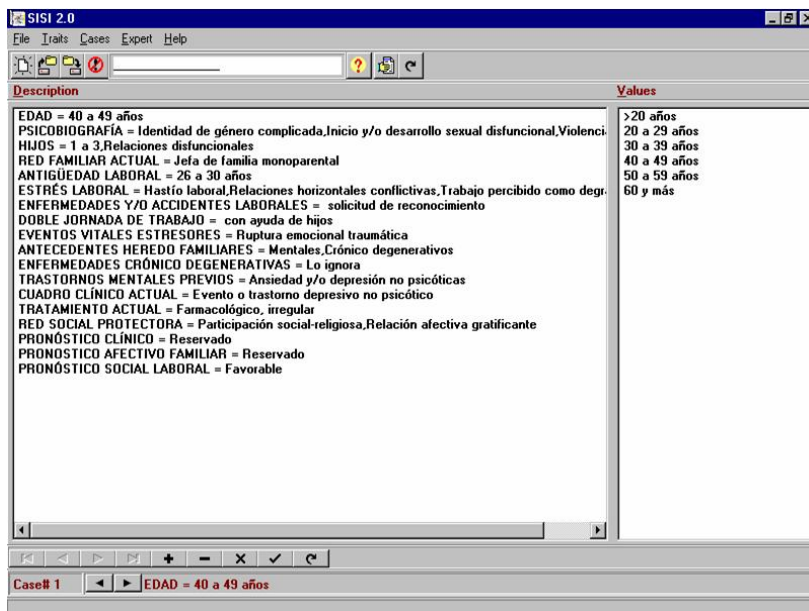 SISI 2.0
File Traits Cases Expert Help
Description
Values
EDAD = 40 a 49 años
PSICOBIOGRAFÍA = Identidad de género complicada,Inicio y/o desarrollo sexual disfuncional,Violenci
HIJOS = 1 a 3,Relaciones disfuncionales
RED FAMILIAR ACTUAL = Jefa de familia monoparental
ANTIGÜEDAD LABORAL = 26 a 30 años
ESTRÉS LABORAL = Hastío laboral,Relaciones horizontales conflictivas,Trabajo percibido como degr
ENFERMEDADES Y/O ACCIDENTES LABORALES = solicitud de reconocimiento
DOBLE JORNADA DE TRABAJO = con ayuda de hijos
EVENTOS VITALES ESTRESORES = Ruptura emocional traumática
ANTECEDENTES HEREDO FAMILIARES = Mentales,Crónico degenerativos
ENFERMEDADES CRÓNICO DEGENERATIVAS = Lo ignora
TRASTORNOS MENTALES PREVIOS = Ansiedad y/o depresión no psicóticas
CUADRO CLÍNICO ACTUAL = Evento o trastorno depresivo no psicótico
TRATAMIENTO ACTUAL = Farmacológico, irregular
RED SOCIAL PROTECTORA = Participación social-religiosa,Relación afectiva gratificante
PRONÓSTICO CLÍNICO = Reservado
PRONOSTICO AFECTIVO FAMILIAR = Reservado
PRONÓSTICO SOCIAL LABORAL = Favorable
>20 años
20 a 29 años
30 a 39 años
40 a 49 años
50 a 59 años
60 y más
Case# 1
EDAD = 40 a 49 años